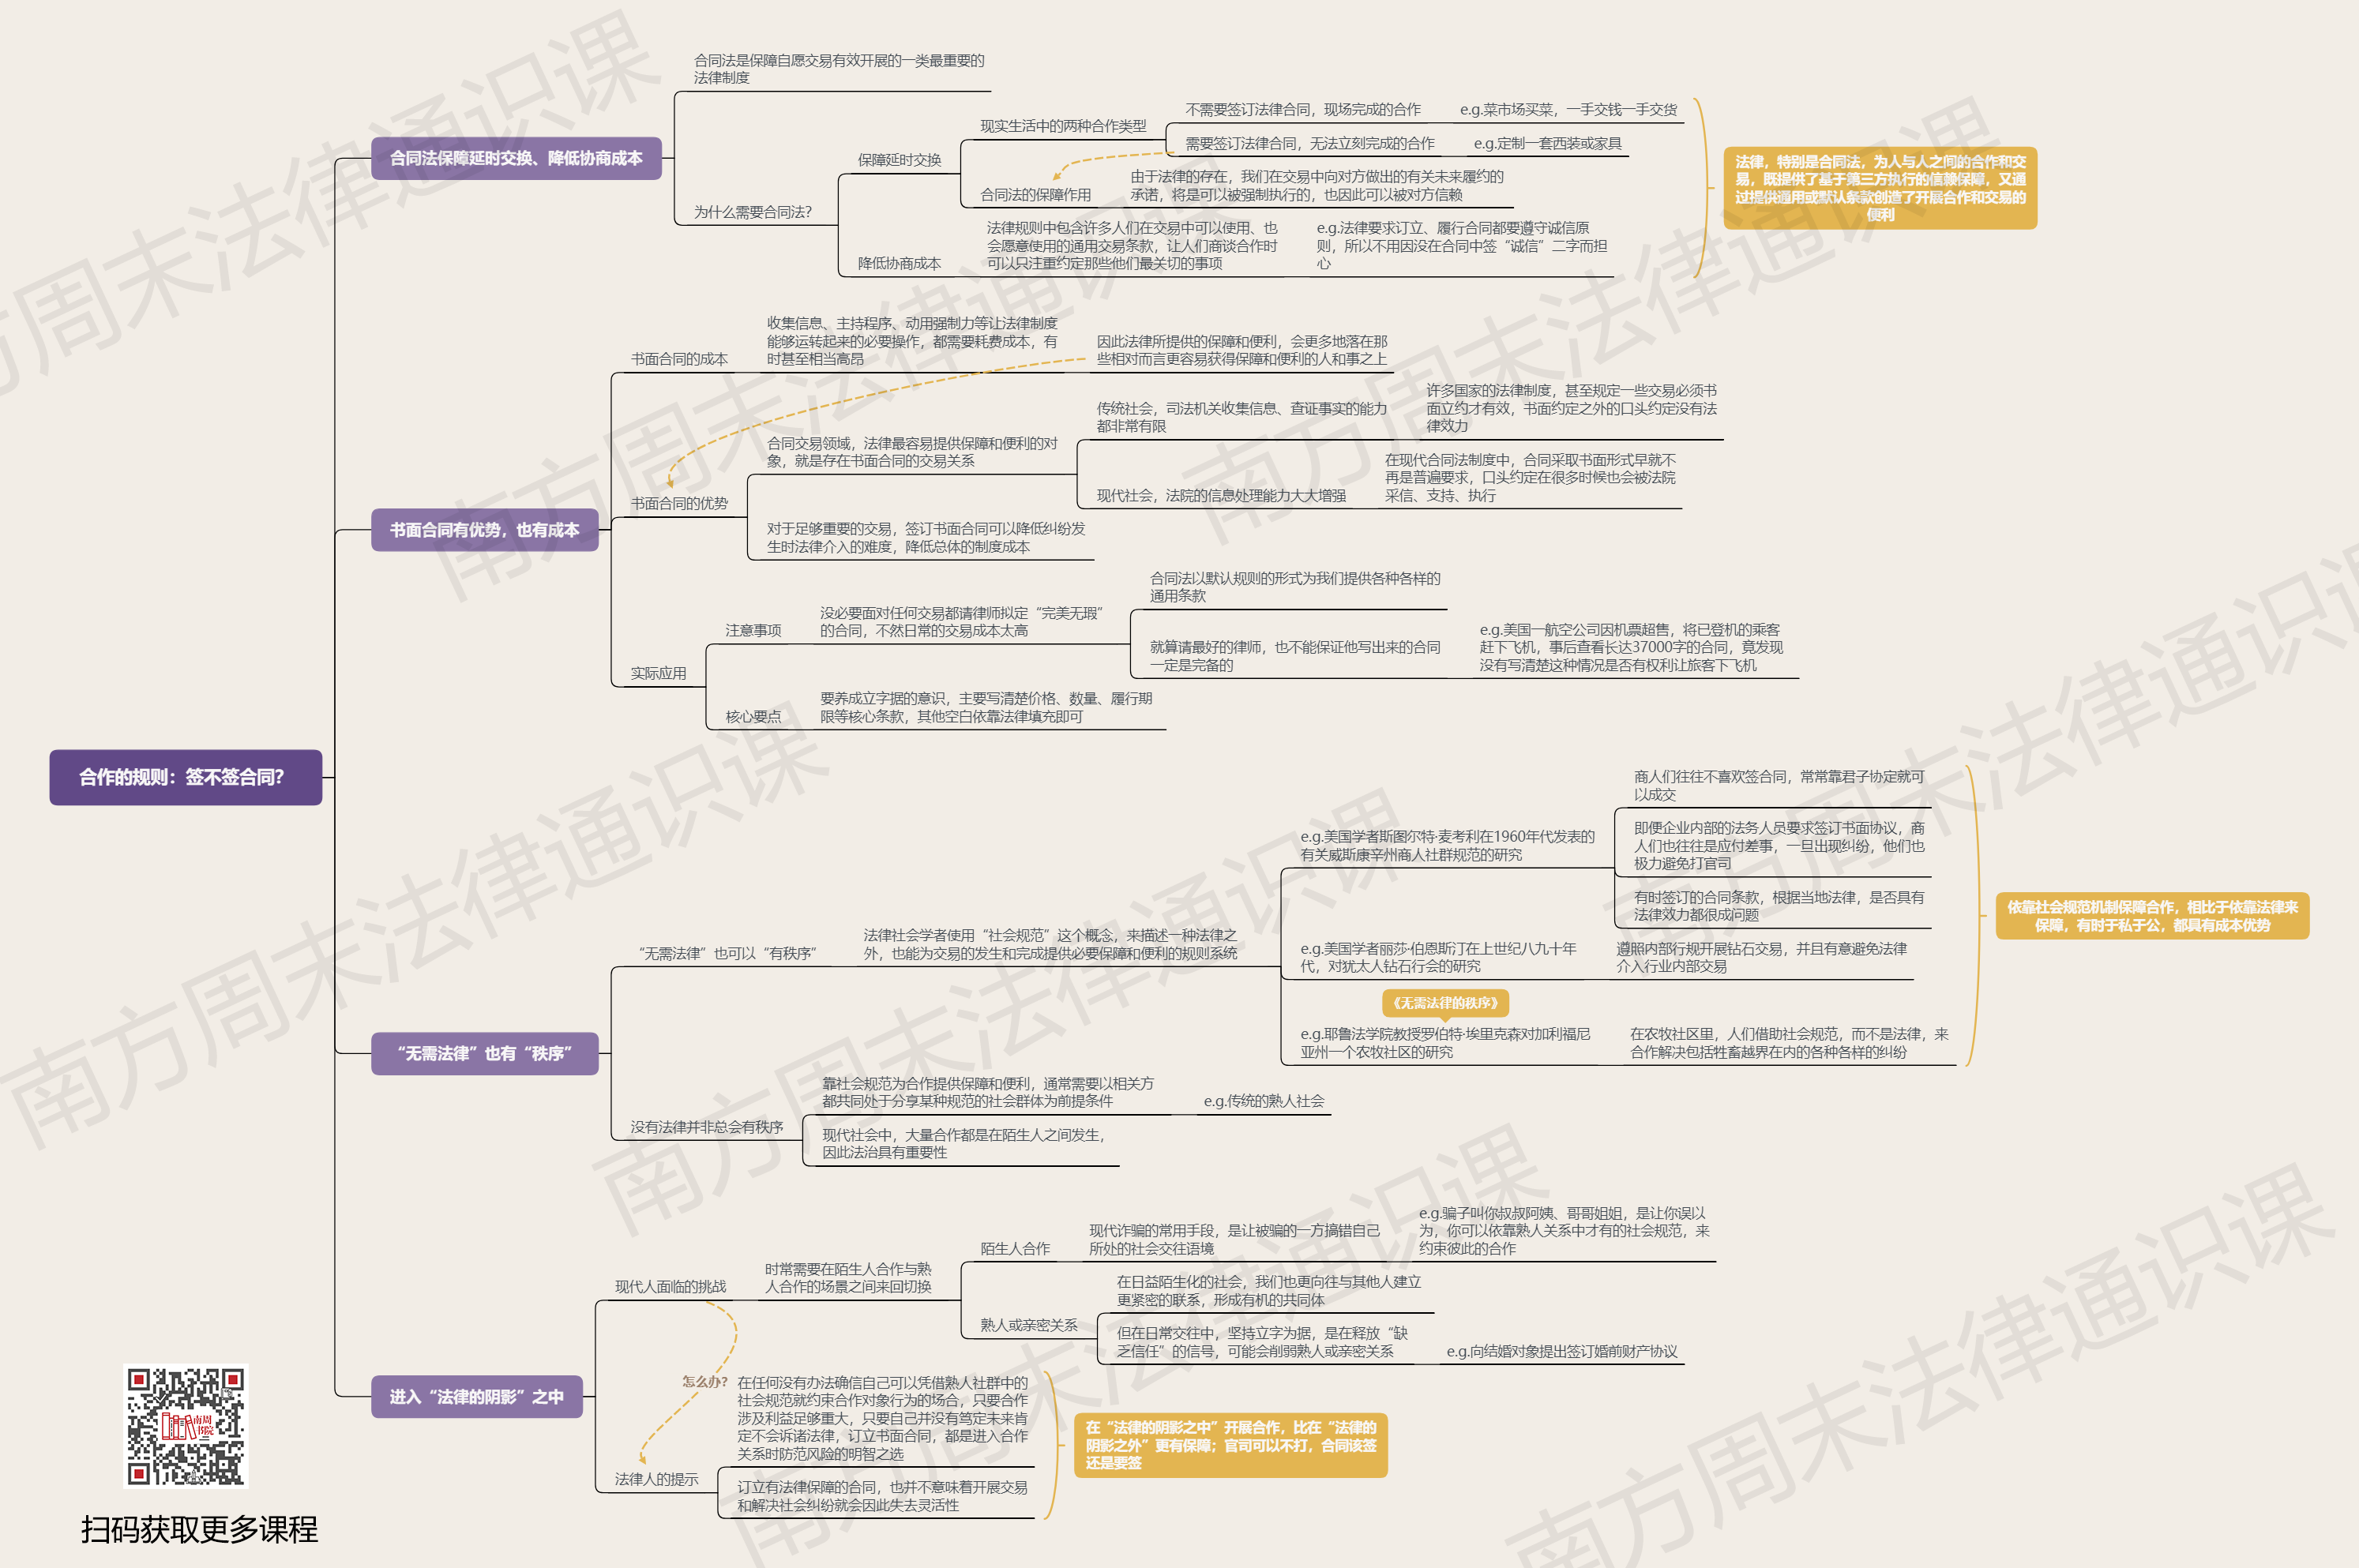 合作的规则：签不签合同？
合同法保障延时交换、降低协商成本
合同法是保障自愿交易有效开展的一类最重要的
法律制度
为什么需要合同法？
保障延时交换
现实生活中的两种合作类型
不需要签订法律合同，现场完成的合作
e.g.菜市场买菜，一手交钱一手交货
需要签订法律合同，无法立刻完成的合作
e.g.定制一套西装或家具
合同法的保障作用
由于法律的存在，我们在交易中向对方做出的有关未来履约的
承诺，将是可以被强制执行的，也因此可以被对方信赖
降低协商成本
法律规则中包含许多人们在交易中可以使用、也
会愿意使用的通用交易条款，让人们商谈合作时
可以只注重约定那些他们最关切的事项
e.g.法律要求订立、履行合同都要遵守诚信原
则，所以不用因没在合同中签“诚信”二字而担
心
法律，特别是合同法，为人与人之间的合作和交
易，既提供了基于第三方执行的信赖保障，又通
过提供通用或默认条款创造了开展合作和交易的
便利
书面合同有优势，也有成本
书面合同的成本
收集信息、主持程序、动用强制力等让法律制度
能够运转起来的必要操作，都需要耗费成本，有
时甚至相当高昂
因此法律所提供的保障和便利，会更多地落在那
些相对而言更容易获得保障和便利的人和事之上
书面合同的优势
合同交易领域，法律最容易提供保障和便利的对
象，就是存在书面合同的交易关系
传统社会，司法机关收集信息、查证事实的能力
都非常有限
许多国家的法律制度，甚至规定一些交易必须书
面立约才有效，书面约定之外的口头约定没有法
律效力
现代社会，法院的信息处理能力大大增强
在现代合同法制度中，合同采取书面形式早就不
再是普遍要求，口头约定在很多时候也会被法院
采信、支持、执行
对于足够重要的交易，签订书面合同可以降低纠纷发
生时法律介入的难度，降低总体的制度成本
实际应用
注意事项
没必要面对任何交易都请律师拟定“完美无瑕”
的合同，不然日常的交易成本太高
合同法以默认规则的形式为我们提供各种各样的
通用条款
就算请最好的律师，也不能保证他写出来的合同
一定是完备的
e.g.美国一航空公司因机票超售，将已登机的乘客
赶下飞机，事后查看长达37000字的合同，竟发现
没有写清楚这种情况是否有权利让旅客下飞机
核心要点
要养成立字据的意识，主要写清楚价格、数量、履行期
限等核心条款，其他空白依靠法律填充即可
“无需法律”也有“秩序”
“无需法律”也可以“有秩序”
法律社会学者使用“社会规范”这个概念，来描述一种法律之
外，也能为交易的发生和完成提供必要保障和便利的规则系统
e.g.美国学者斯图尔特·麦考利在1960年代发表的
有关威斯康辛州商人社群规范的研究
商人们往往不喜欢签合同，常常靠君子协定就可
以成交
即便企业内部的法务人员要求签订书面协议，商
人们也往往是应付差事，一旦出现纠纷，他们也
极力避免打官司
有时签订的合同条款，根据当地法律，是否具有
法律效力都很成问题
e.g.美国学者丽莎·伯恩斯汀在上世纪八九十年
代，对犹太人钻石行会的研究
遵照内部行规开展钻石交易，并且有意避免法律
介入行业内部交易
《无需法律的秩序》
e.g.耶鲁法学院教授罗伯特·埃里克森对加利福尼
亚州一个农牧社区的研究
在农牧社区里，人们借助社会规范，而不是法律，来
合作解决包括牲畜越界在内的各种各样的纠纷
依靠社会规范机制保障合作，相比于依靠法律来
保障，有时于私于公，都具有成本优势
没有法律并非总会有秩序
靠社会规范为合作提供保障和便利，通常需要以相关方
都共同处于分享某种规范的社会群体为前提条件
e.g.传统的熟人社会
现代社会中，大量合作都是在陌生人之间发生，
因此法治具有重要性
进入“法律的阴影”之中
现代人面临的挑战
时常需要在陌生人合作与熟
人合作的场景之间来回切换
陌生人合作
现代诈骗的常用手段，是让被骗的一方搞错自己
所处的社会交往语境
e.g.骗子叫你叔叔阿姨、哥哥姐姐，是让你误以
为，你可以依靠熟人关系中才有的社会规范，来
约束彼此的合作
熟人或亲密关系
在日益陌生化的社会，我们也更向往与其他人建立
更紧密的联系，形成有机的共同体
但在日常交往中，坚持立字为据，是在释放“缺
乏信任”的信号，可能会削弱熟人或亲密关系
e.g.向结婚对象提出签订婚前财产协议
怎么办？
法律人的提示
在任何没有办法确信自己可以凭借熟人社群中的
社会规范就约束合作对象行为的场合，只要合作
涉及利益足够重大，只要自己并没有笃定未来肯
定不会诉诸法律，订立书面合同，都是进入合作
关系时防范风险的明智之选
订立有法律保障的合同，也并不意味着开展交易
和解决社会纠纷就会因此失去灵活性
在“法律的阴影之中”开展合作，比在“法律的
阴影之外”更有保障；官司可以不打，合同该签
还是要签
南周
书院
扫码获取更多课程
南方周末法律通识课
南方周末法律通识课
南方周末法律通识课
南方周末法律通识课
南方周末法律通识课
南方周末法律通识课
南方周末法律通识课
南方周末法律通识课
南方周末法律通识课